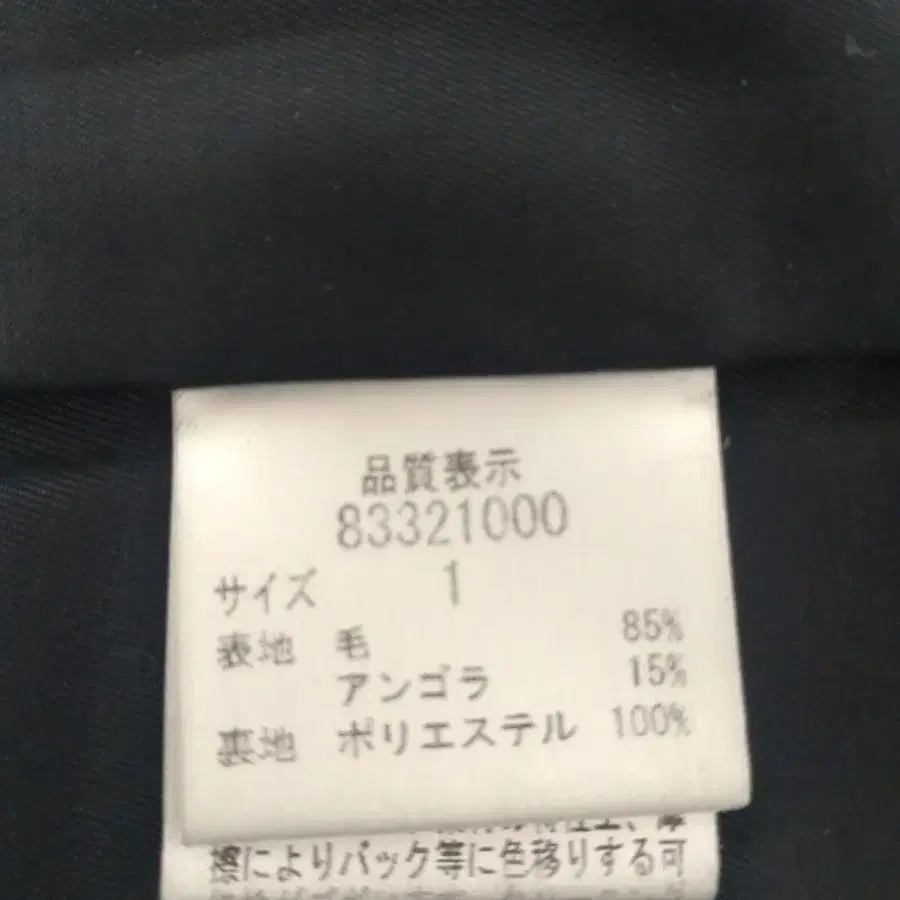 品質表示
83321000
サイズ 1
表地 毛 85%
アンゴラ 15%
裏地 ポリエステル 100%
擦によりバック等に色移りする可